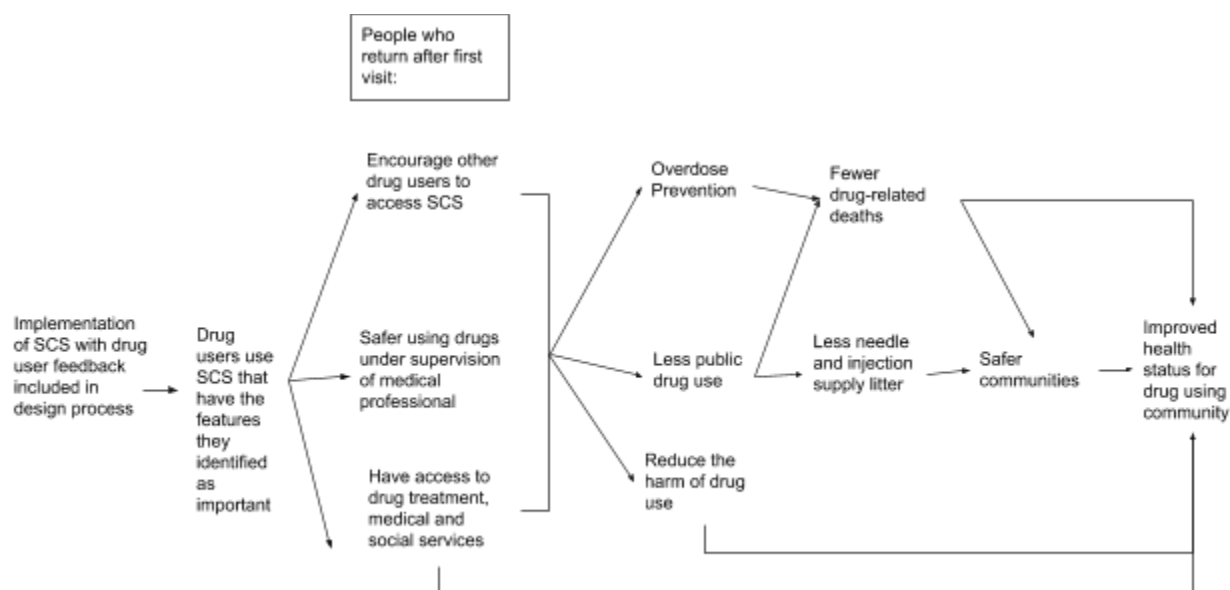 People who
return after first
visit:
Encourage other
drug users to
access SCS
Overdose
Prevention
Fewer
drug-related
deaths
Implementation
of SCS with drug
user feedback
included in
design process
Drug
users use
SCS that
have the
features
they
identified
as
important
Safer using drugs
under supervision
of medical
professional
Less public
drug use
Less needle
and injection
supply litter
Safer
communities
Improved
health
status for
drug using
community
Have access to
drug treatment,
medical and
social services
Reduce the
harm of drug
use